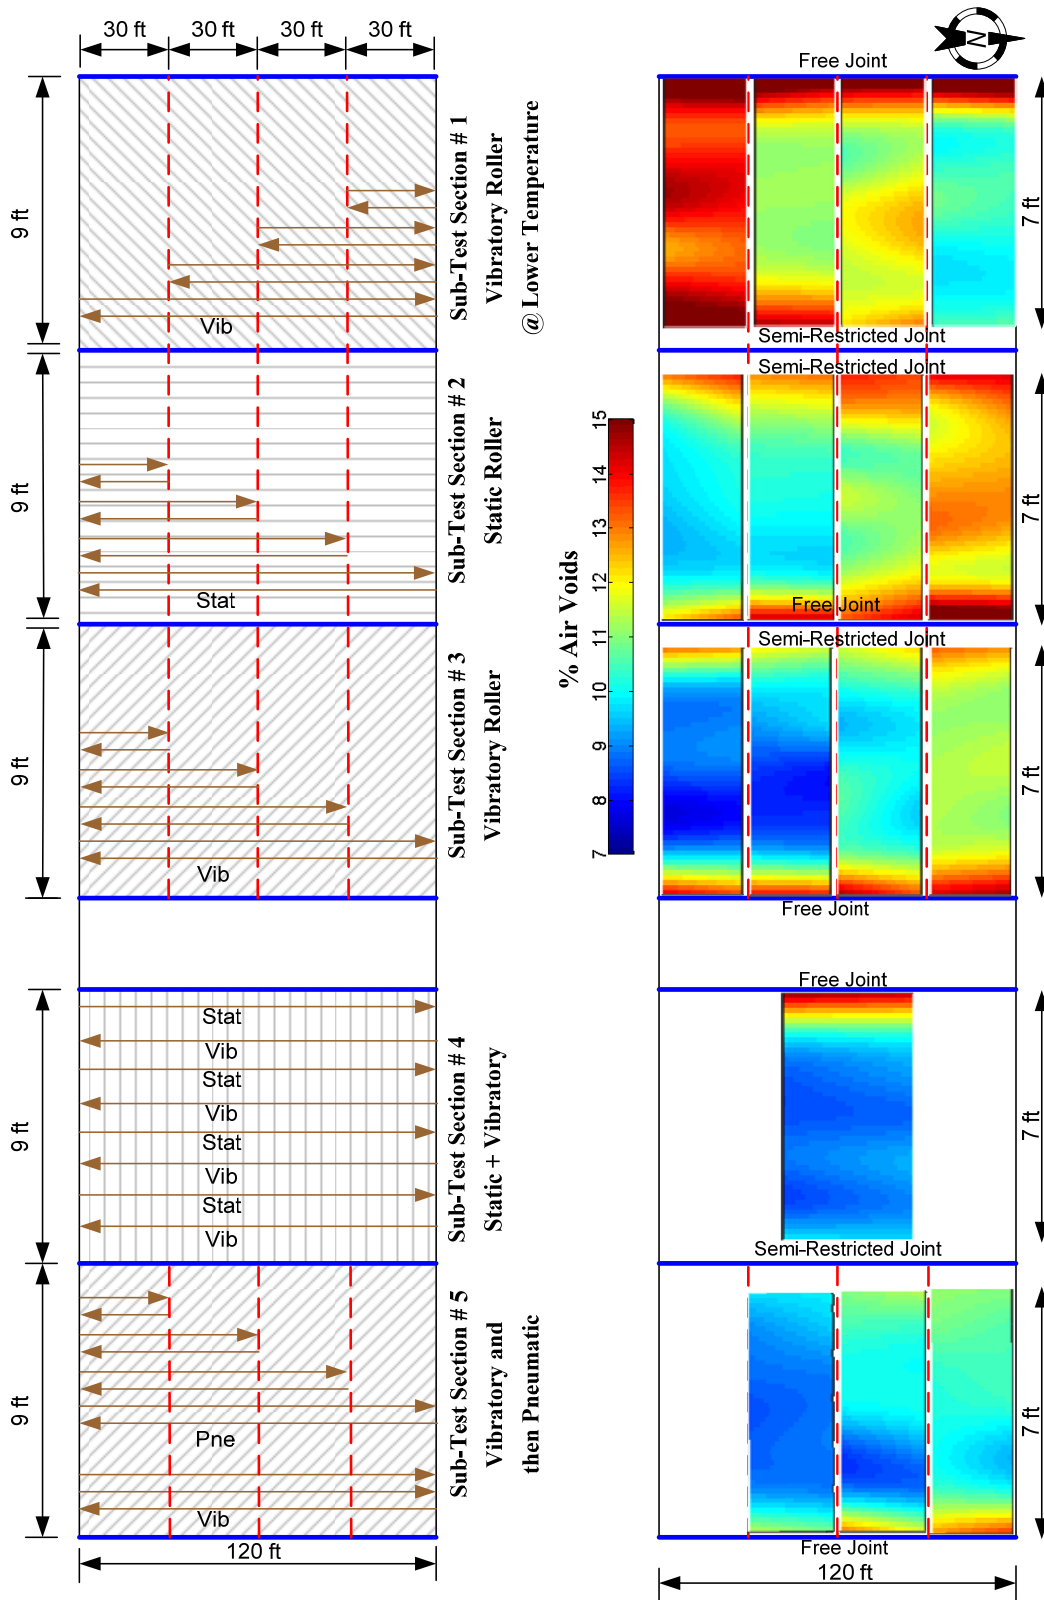 30 ft 30 ft 30 ft 30 ft
N
Free Joint
9 ft
Sub-Test Section # 1
Vibratory Roller
@ Lower Temperature
Vib
7 ft
Semi-Restricted Joint
Semi-Restricted Joint
9 ft
Sub-Test Section # 2
Static Roller
Stat
7 ft
Free Joint
% Air Voids
15
14
13
12
11
10
9
8
7
Semi-Restricted Joint
9 ft
Sub-Test Section # 3
Vibratory Roller
Vib
7 ft
Free Joint
Free Joint
9 ft
Stat
Vib
Stat
Vib
Stat
Vib
Stat
Vib
Sub-Test Section # 4
Static + Vibratory
7 ft
Semi-Restricted Joint
9 ft
Pne
Vib
Sub-Test Section # 5
Vibratory and
then Pneumatic
7 ft
Free Joint
120 ft
120 ft